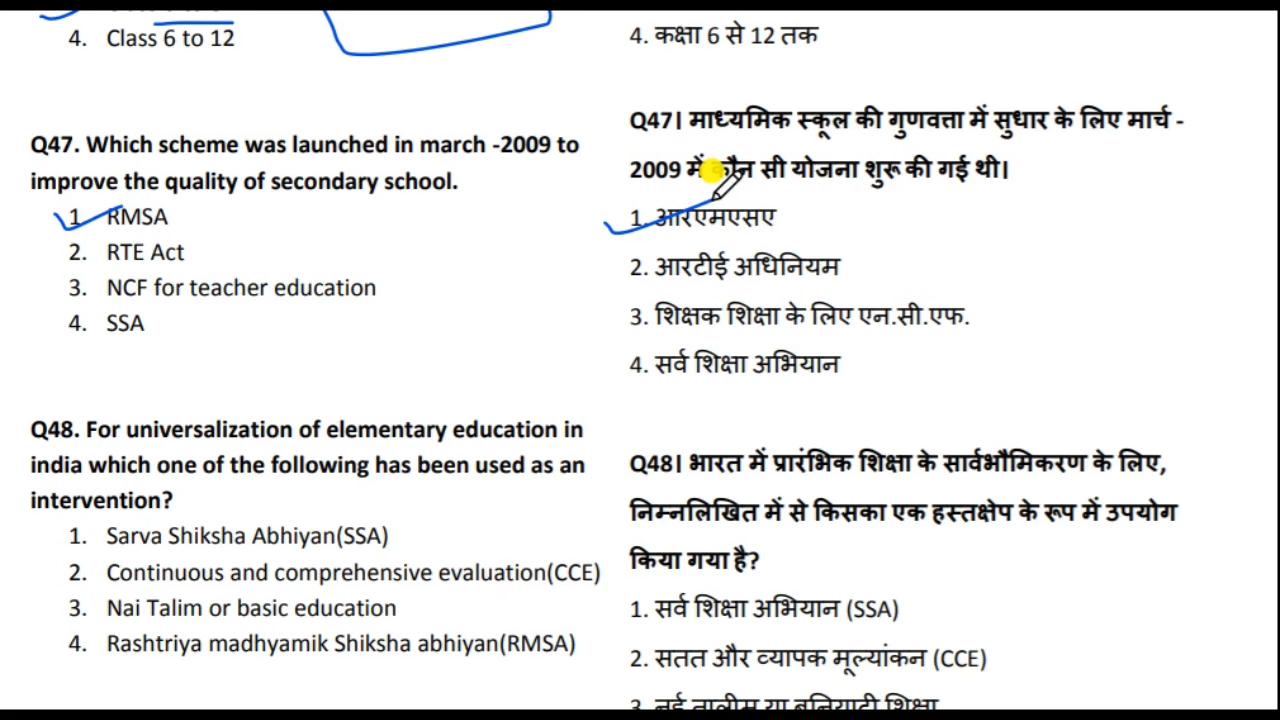 4. Class 6 to 12
Q47. Which scheme was launched in march -2009 to
improve the quality of secondary school.
1. RMSA
2. RTE Act
3. NCF for teacher education
4. SSA
Q48. For universalization of elementary education in
india which one of the following has been used as an
intervention?
1. Sarva Shiksha Abhiyan(SSA)
2. Continuous and comprehensive evaluation(CCE)
3. Nai Talim or basic education
4. Rashtriya madhyamik Shiksha abhiyan(RMSA)
4. कक्षा 6 से 12 तक
Q47। माध्यमिक स्कूल की गुणवत्ता में सुधार के लिए मार्च -
2009 में कौन सी योजना शुरू की गई थी।
1. आरएमएसए
2. आरटीई अधिनियम
3. शिक्षक शिक्षा के लिए एन.सी.एफ.
4. सर्व शिक्षा अभियान
Q48। भारत में प्रारंभिक शिक्षा के सार्वभौमिकरण के लिए,
निम्नलिखित में से किसका एक हस्तक्षेप के रूप में उपयोग
किया गया है?
1. सर्व शिक्षा अभियान (SSA)
2. सतत और व्यापक मूल्यांकन (CCE)
3. नई तालीम या बुनियादी शिक्षा